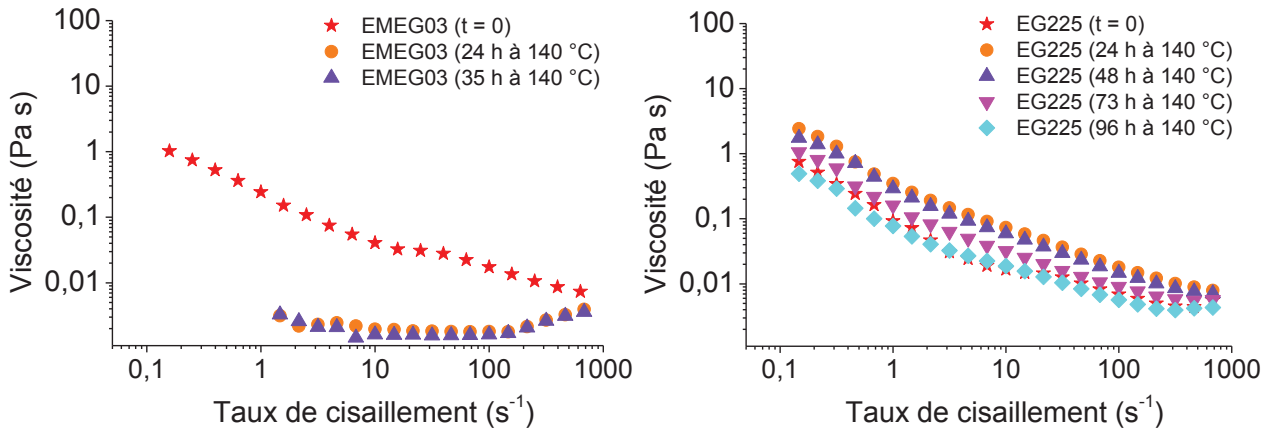 EMEG03 (t = 0)
EMEG03 (24 h à 140 °C)
EMEG03 (35 h à 140 °C)
100
10
1
0,1
0,01
Viscosité (Pa s)
0,1
1
10
100
1000
Taux de cisaillement (s⁻¹)
EG225 (t = 0)
EG225 (24 h à 140 °C)
EG225 (48 h à 140 °C)
EG225 (73 h à 140 °C)
EG225 (96 h à 140 °C)
100
10
1
0,1
0,01
Viscosité (Pa s)
0,1
1
10
100
1000
Taux de cisaillement (s⁻¹)